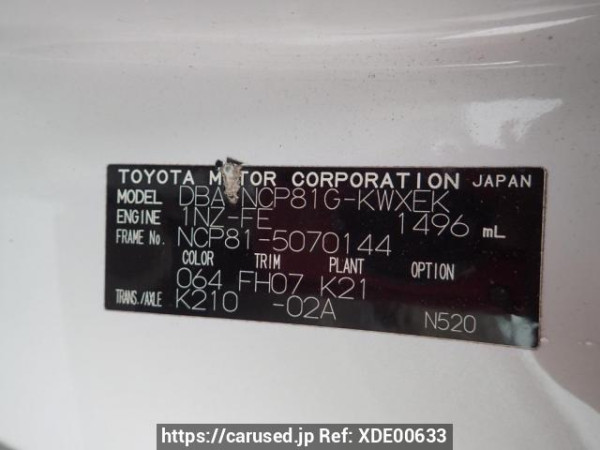 TOYOTA MOTOR CORPORATION JAPAN
MODEL DBA-NCP81G-KWXEK
ENGINE 1NZ-FE 1496 mL
FRAME No. NCP81-5070144
COLOR TRIM PLANT OPTION
064 FH07 K21
TRANS./AXLE K210 -02A
N520
https://carused.jp Ref: XDE00633